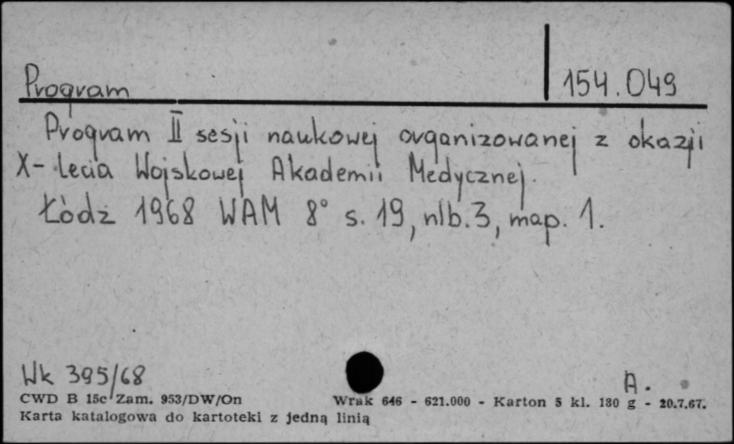 Program 154.049
Program II sesji naukowej organizowanej z okazji
X-lecia Wojskowej Akademii Medycznej.
Łódź 1968 WAM 8° s. 19, nlb. 3, map. 1.
Wk 395/68 A.
CWD B 15c Zam. 953/DW/On Wrak 646 - 621.000 - Karton 5 kl. 180 g - 20.7.67.
Karta katalogowa do kartoteki z jedną linią